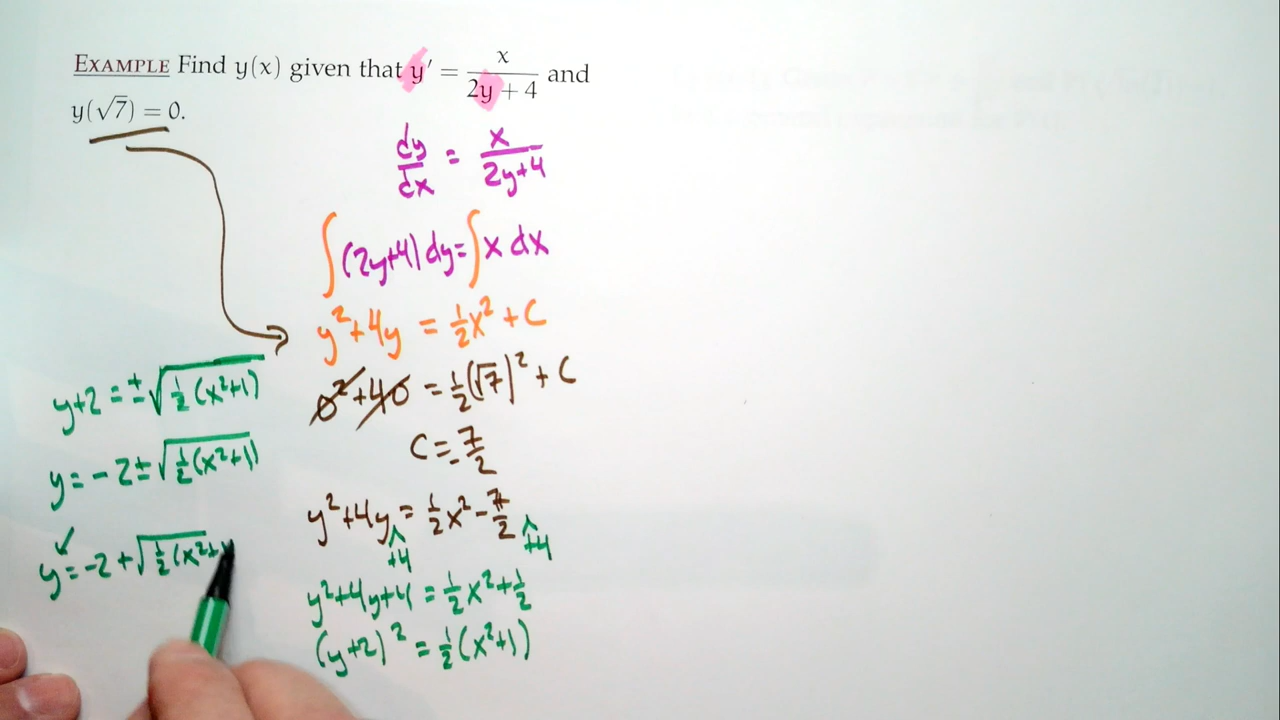 EXAMPLE Find y(x) given that y′ = x/(2y + 4) and
y(√7) = 0.
dy/dx = x/(2y+4)
∫(2y+4) dy = ∫x dx
y² + 4y = ½x² + C
0² + 4·0 = ½(√7)² + C
C = -7/2
y² + 4y = ½x² - 7/2
+4 +4
y² + 4y + 4 = ½x² + ½
(y+2)² = ½(x²+1)
y+2 = ±√(½(x²+1))
y = -2 ± √(½(x²+1))
y = -2 + √(½(x²+